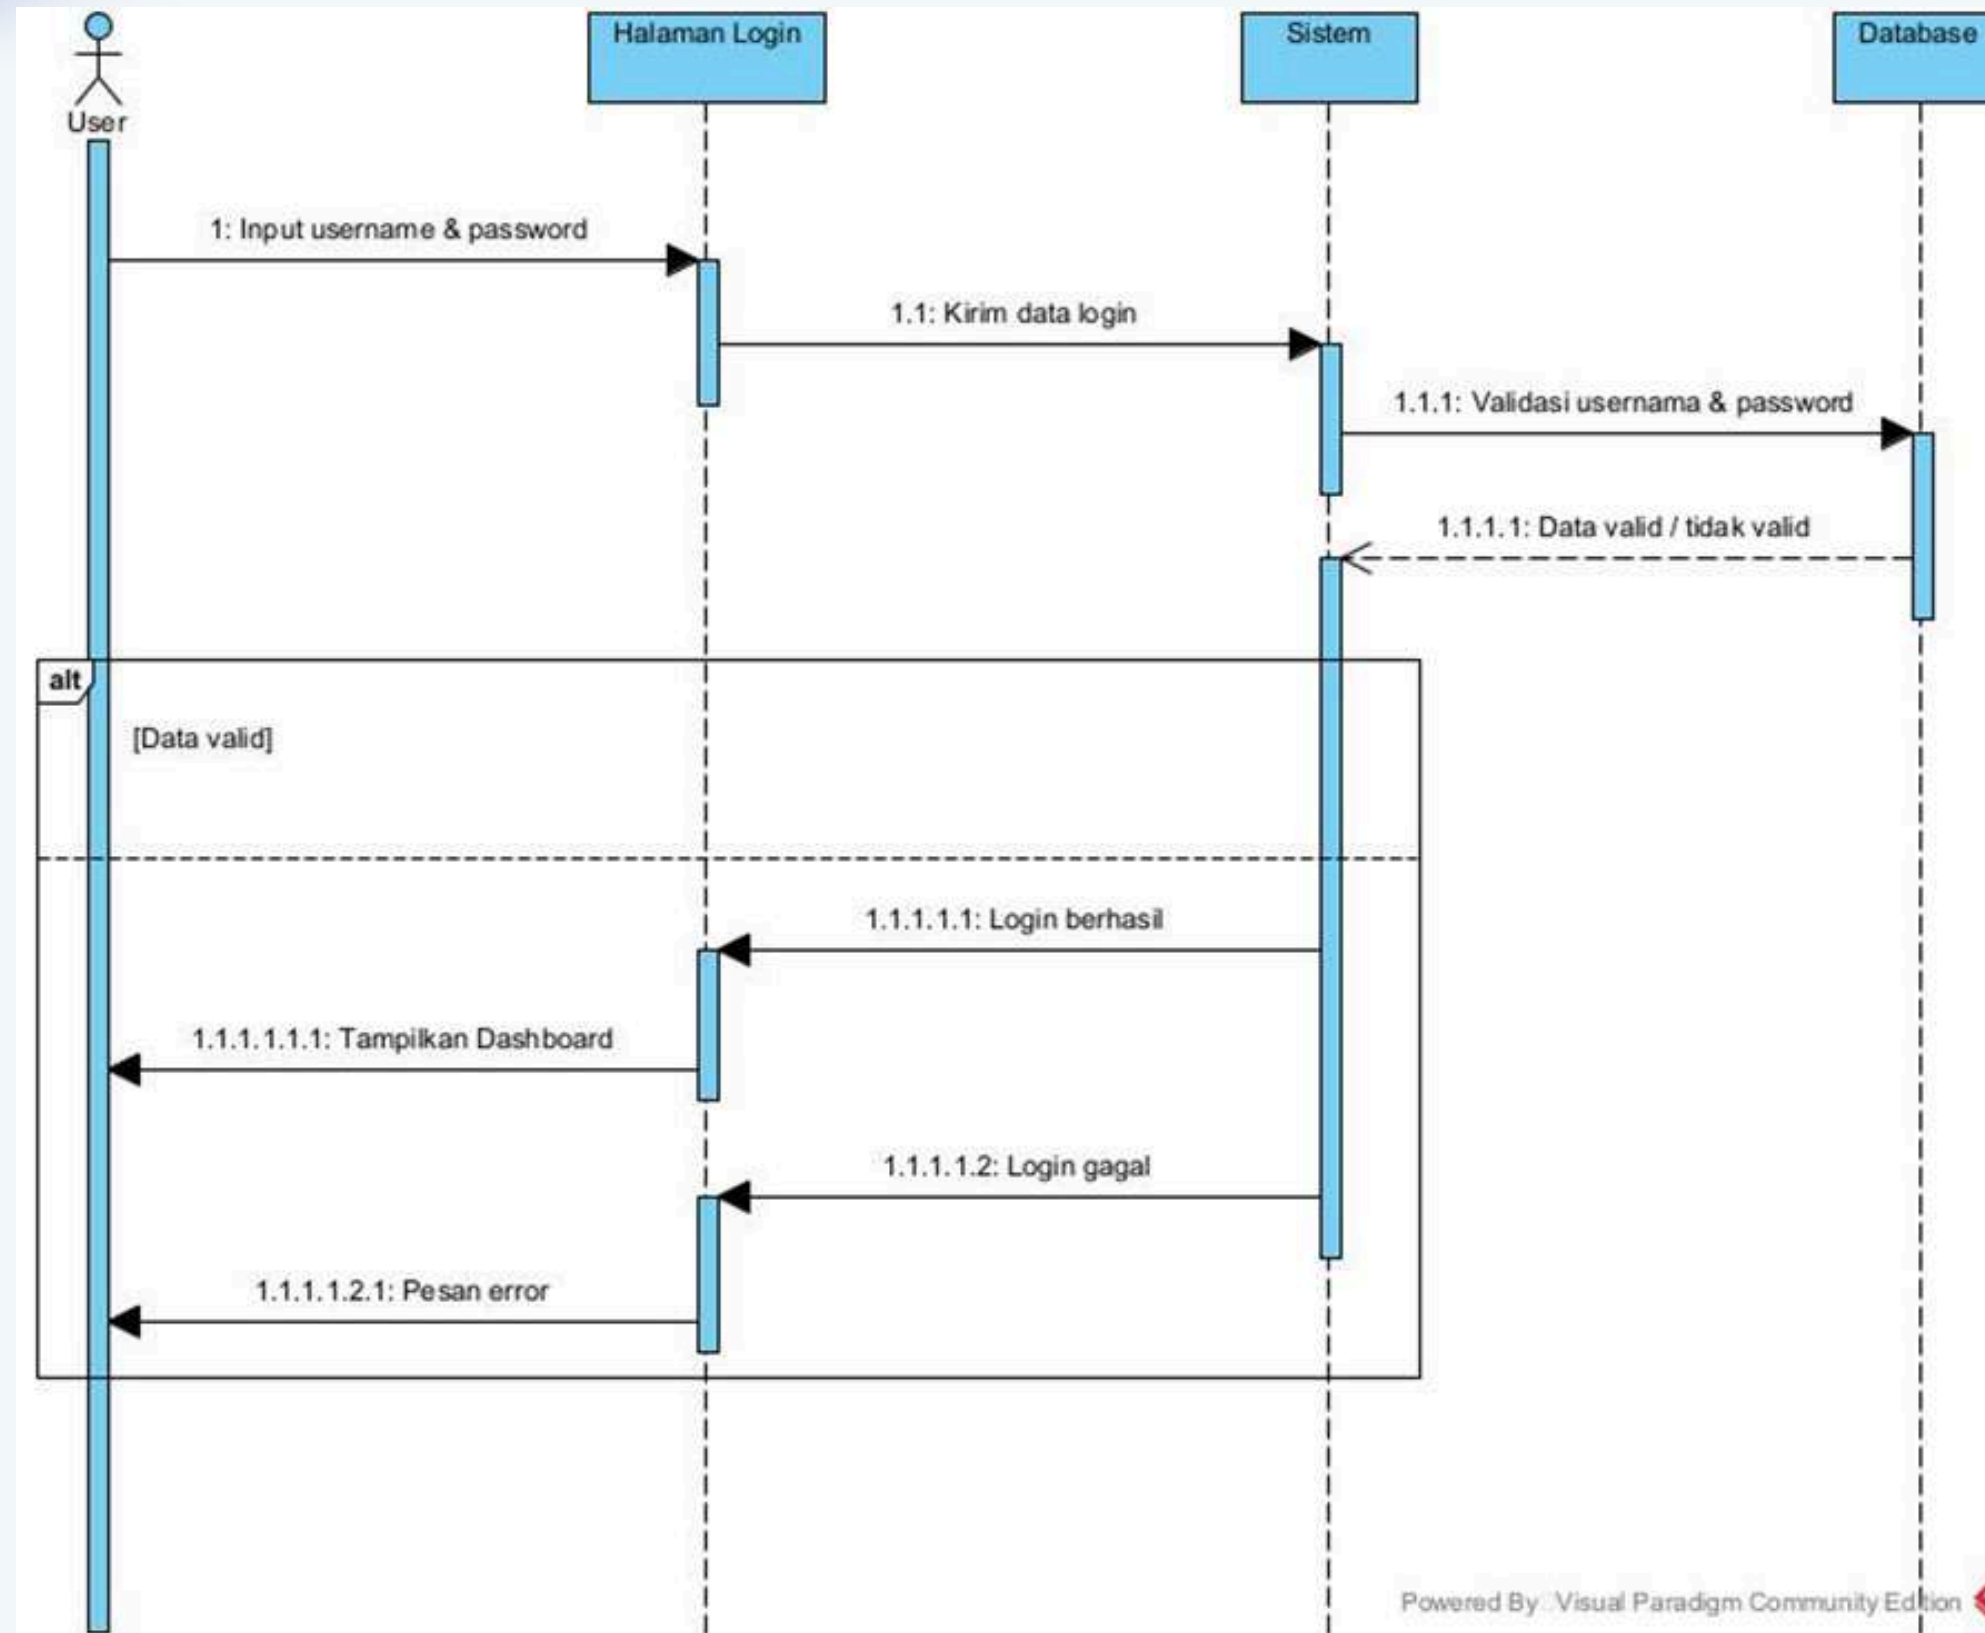 Halaman Login
Sistem
Database
User
1: Input username & password
1.1: Kirim data login
1.1.1: Validasi usernama & password
1.1.1.1: Data valid / tidak valid
alt
[Data valid]
1.1.1.1.1: Login berhasil
1.1.1.1.1.1: Tampilkan Dashboard
1.1.1.1.2: Login gagal
1.1.1.1.2.1: Pesan error
Powered By Visual Paradigm Community Edition